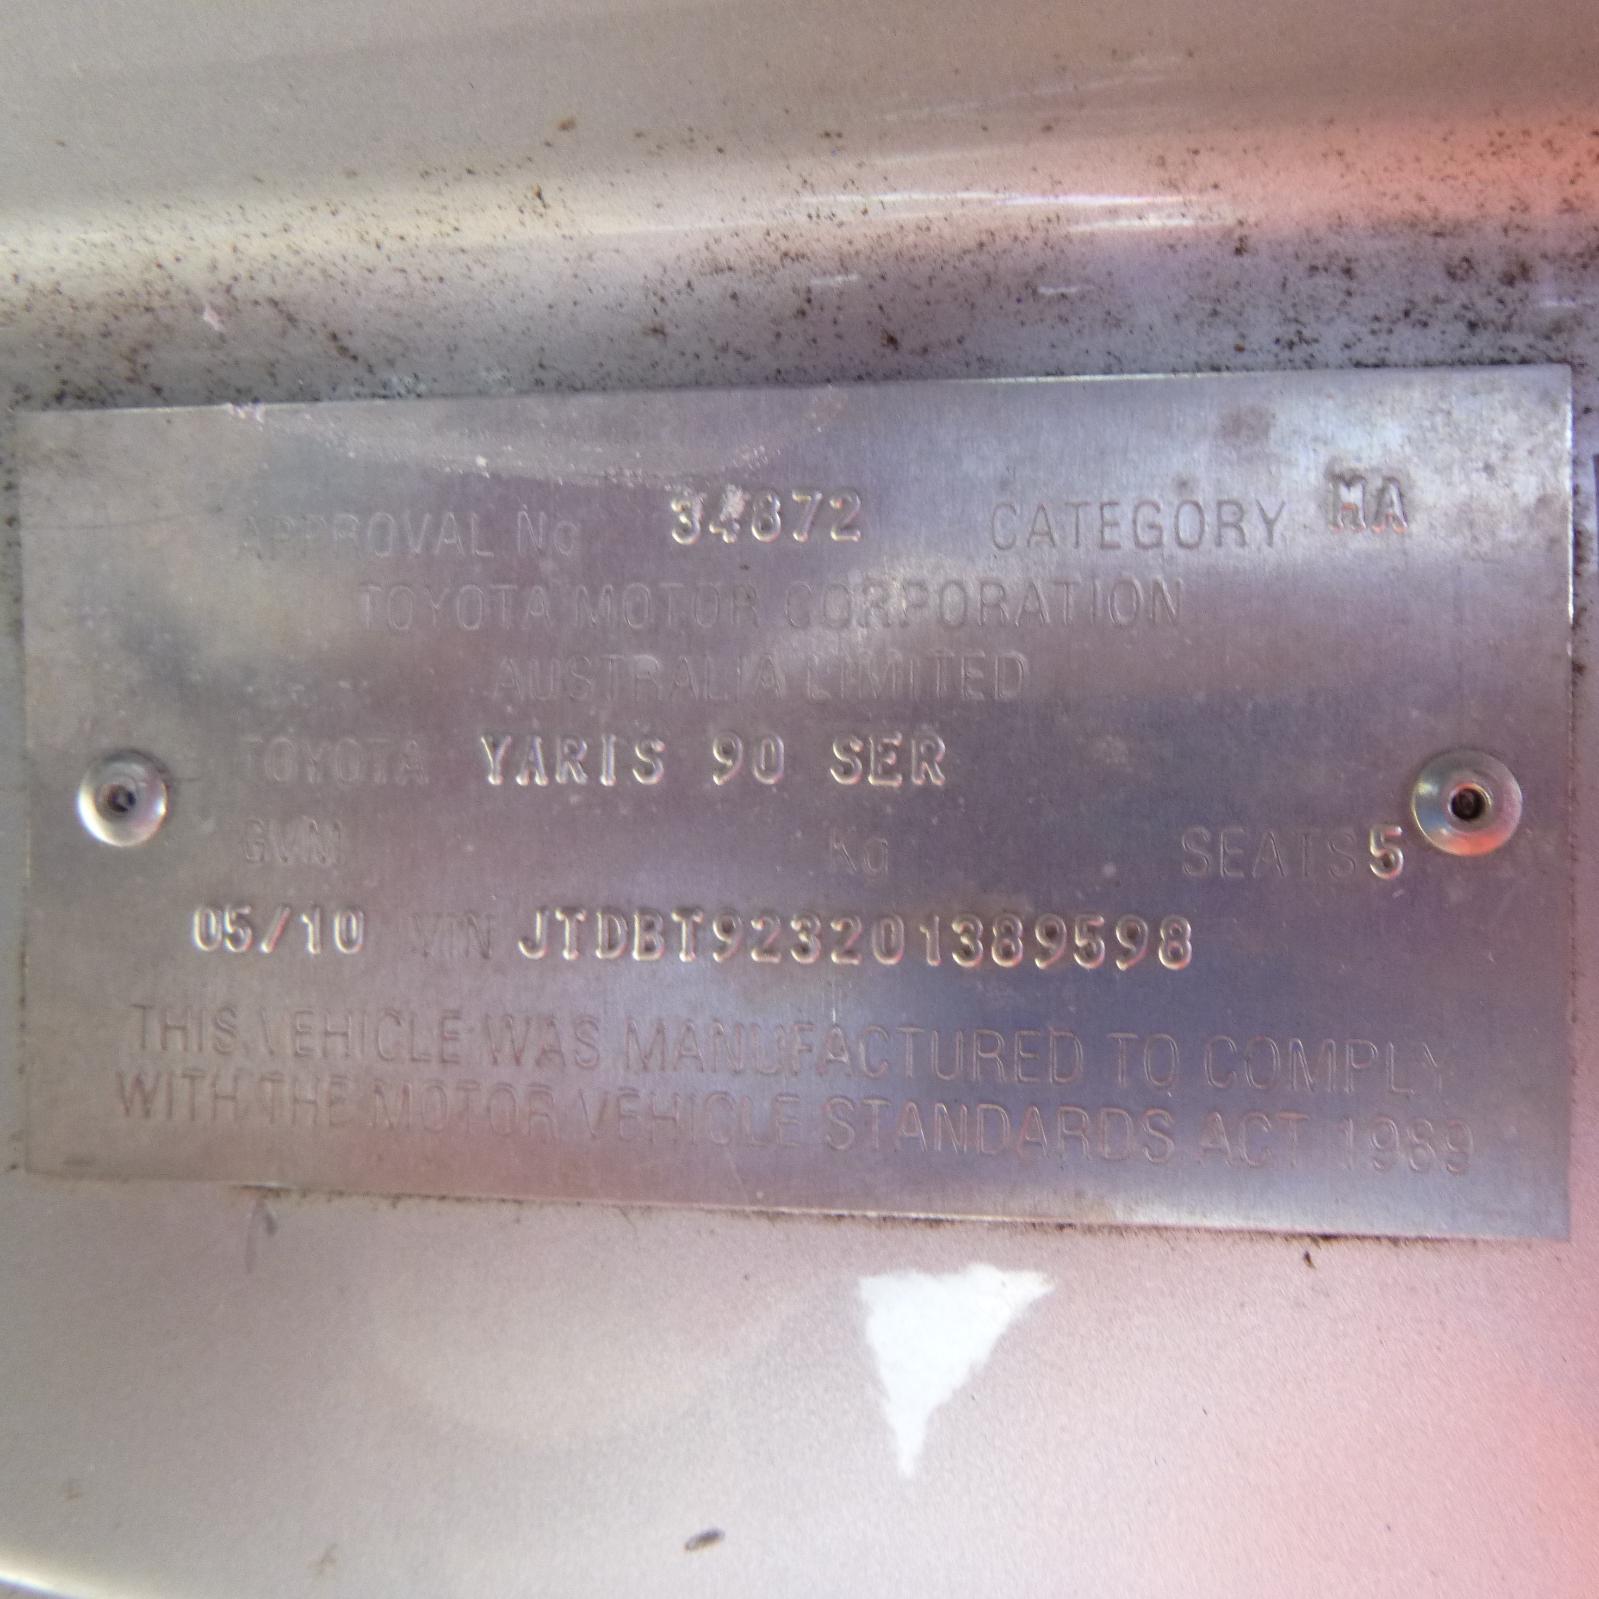 APPROVAL No 34872 CATEGORY MA
TOYOTA MOTOR CORPORATION
AUSTRALIA LIMITED
TOYOTA YARIS 90 SER
GVM Kg SEATS 5
05/10 VIN JTDBT923201389598
THIS VEHICLE WAS MANUFACTURED TO COMPLY
WITH THE MOTOR VEHICLE STANDARDS ACT 1989